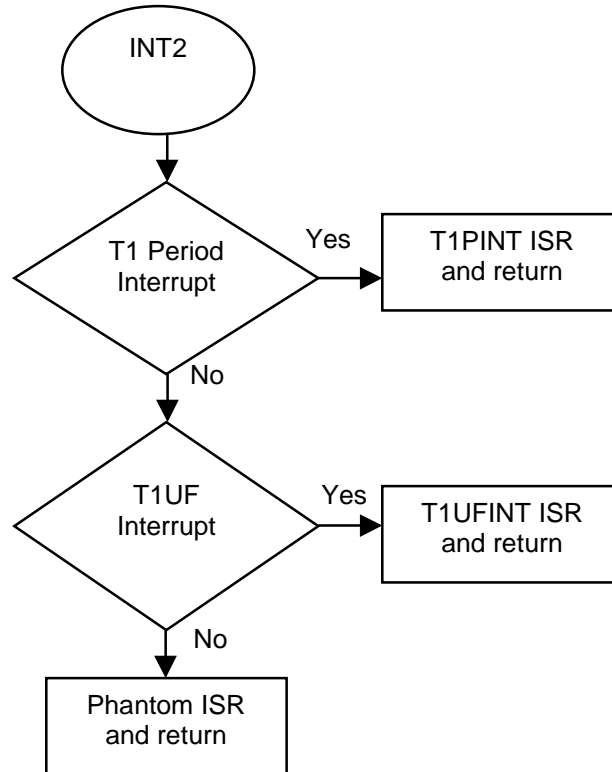 INT2
T1 Period
Interrupt
Yes
T1PINT ISR
and return
No
T1UF
Interrupt
Yes
T1UFINT ISR
and return
No
Phantom ISR
and return